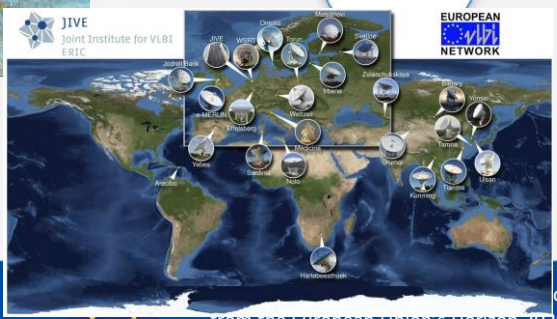 JIVE
Joint Institute for VLBI
ERIC
EUROPEAN
NETWORK
Metsähovi
Onsala
Torun
JIVE
WSRT
Svetloe
Jodrell Bank
Zelenchukskaya
Irbene
e-MERLIN
Wettzell
Effelsberg
Badary
Yonsei
Medicina
Tamna
Yebes
Urumqi
Sardinia
Noto
Ulsan
Arecibo
Kunming
Tianma
Hartebeesthoek